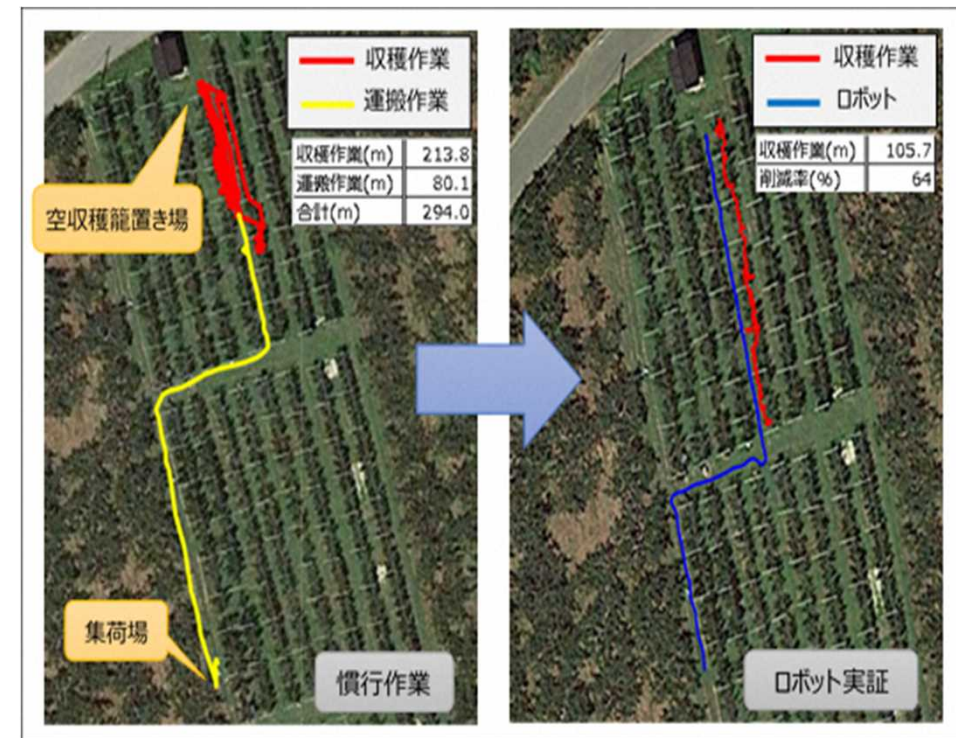 収穫作業
運搬作業
収穫作業(m) 213.8
運搬作業(m) 80.1
合計(m) 294.0
空収穫籠置き場
集荷場
慣行作業
収穫作業
ロボット
収穫作業(m) 105.7
削減率(%) 64
ロボット実証